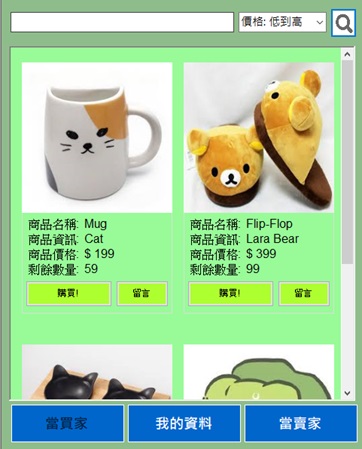 價格: 低到高
商品名稱: Mug
商品資訊: Cat
商品價格: $ 199
剩餘數量: 59
購買!
留言
商品名稱: Flip-Flop
商品資訊: Lara Bear
商品價格: $ 399
剩餘數量: 99
購買!
留言
當買家
我的資料
當賣家